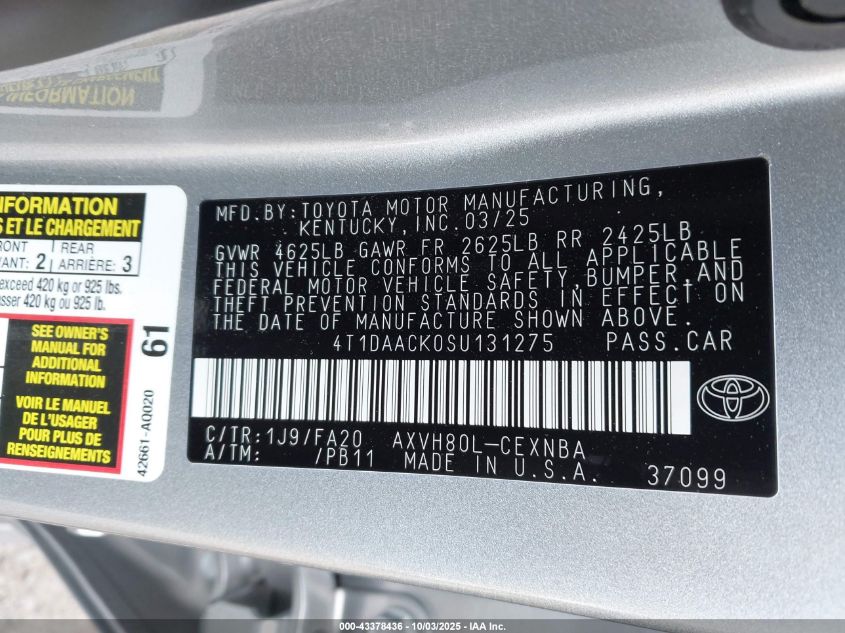 INFORMATION
NFORMATION
S ET LE CHARGEMENT
RONT REAR
VANT: 2 ARRIÈRE: 3
exceed 420 kg or 925 lbs.
asser 420 kg ou 925 lb.
SEE OWNER'S
MANUAL FOR
ADDITIONAL
INFORMATION
VOIR LE MANUEL
DE L'USAGER
POUR PLUS DE
RENSEIGNEMENTS
61
42661-AQ020
MFD.BY:TOYOTA MOTOR MANUFACTURING,
KENTUCKY,INC.03/25
GVWR 4625LB GAWR FR 2625LB RR 2425LB
THIS VEHICLE CONFORMS TO ALL APPLICABLE
FEDERAL MOTOR VEHICLE SAFETY,BUMPER,AND
THEFT PREVENTION STANDARDS IN EFFECT ON
THE DATE OF MANUFACTURE SHOWN ABOVE.
4T1DAACK0SU131275 PASS.CAR
C/TR:1J9/FA20 AXVH80L-CEXNBA
A/TM: /PB11 MADE IN U.S.A. 37099
000-43378436 - 10/03/2025 - IAA Inc.